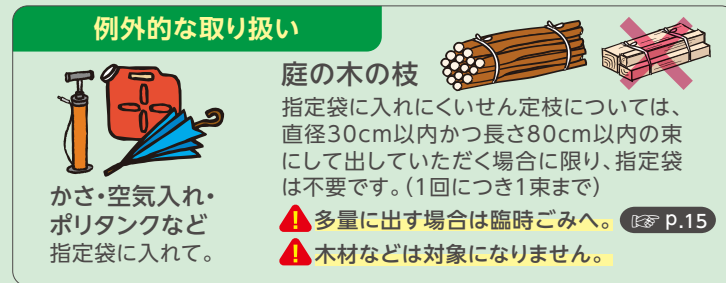 例外的な取り扱い
かさ・空気入れ・
ポリタンクなど
指定袋に入れて。
庭の木の枝
指定袋に入れにくいせん定枝については、
直径30cm以内かつ長さ80cm以内の束
にして出していただく場合に限り、指定袋
は不要です。(1回につき1束まで)
! 多量に出す場合は臨時ごみへ。 ☞ p.15
! 木材などは対象になりません。